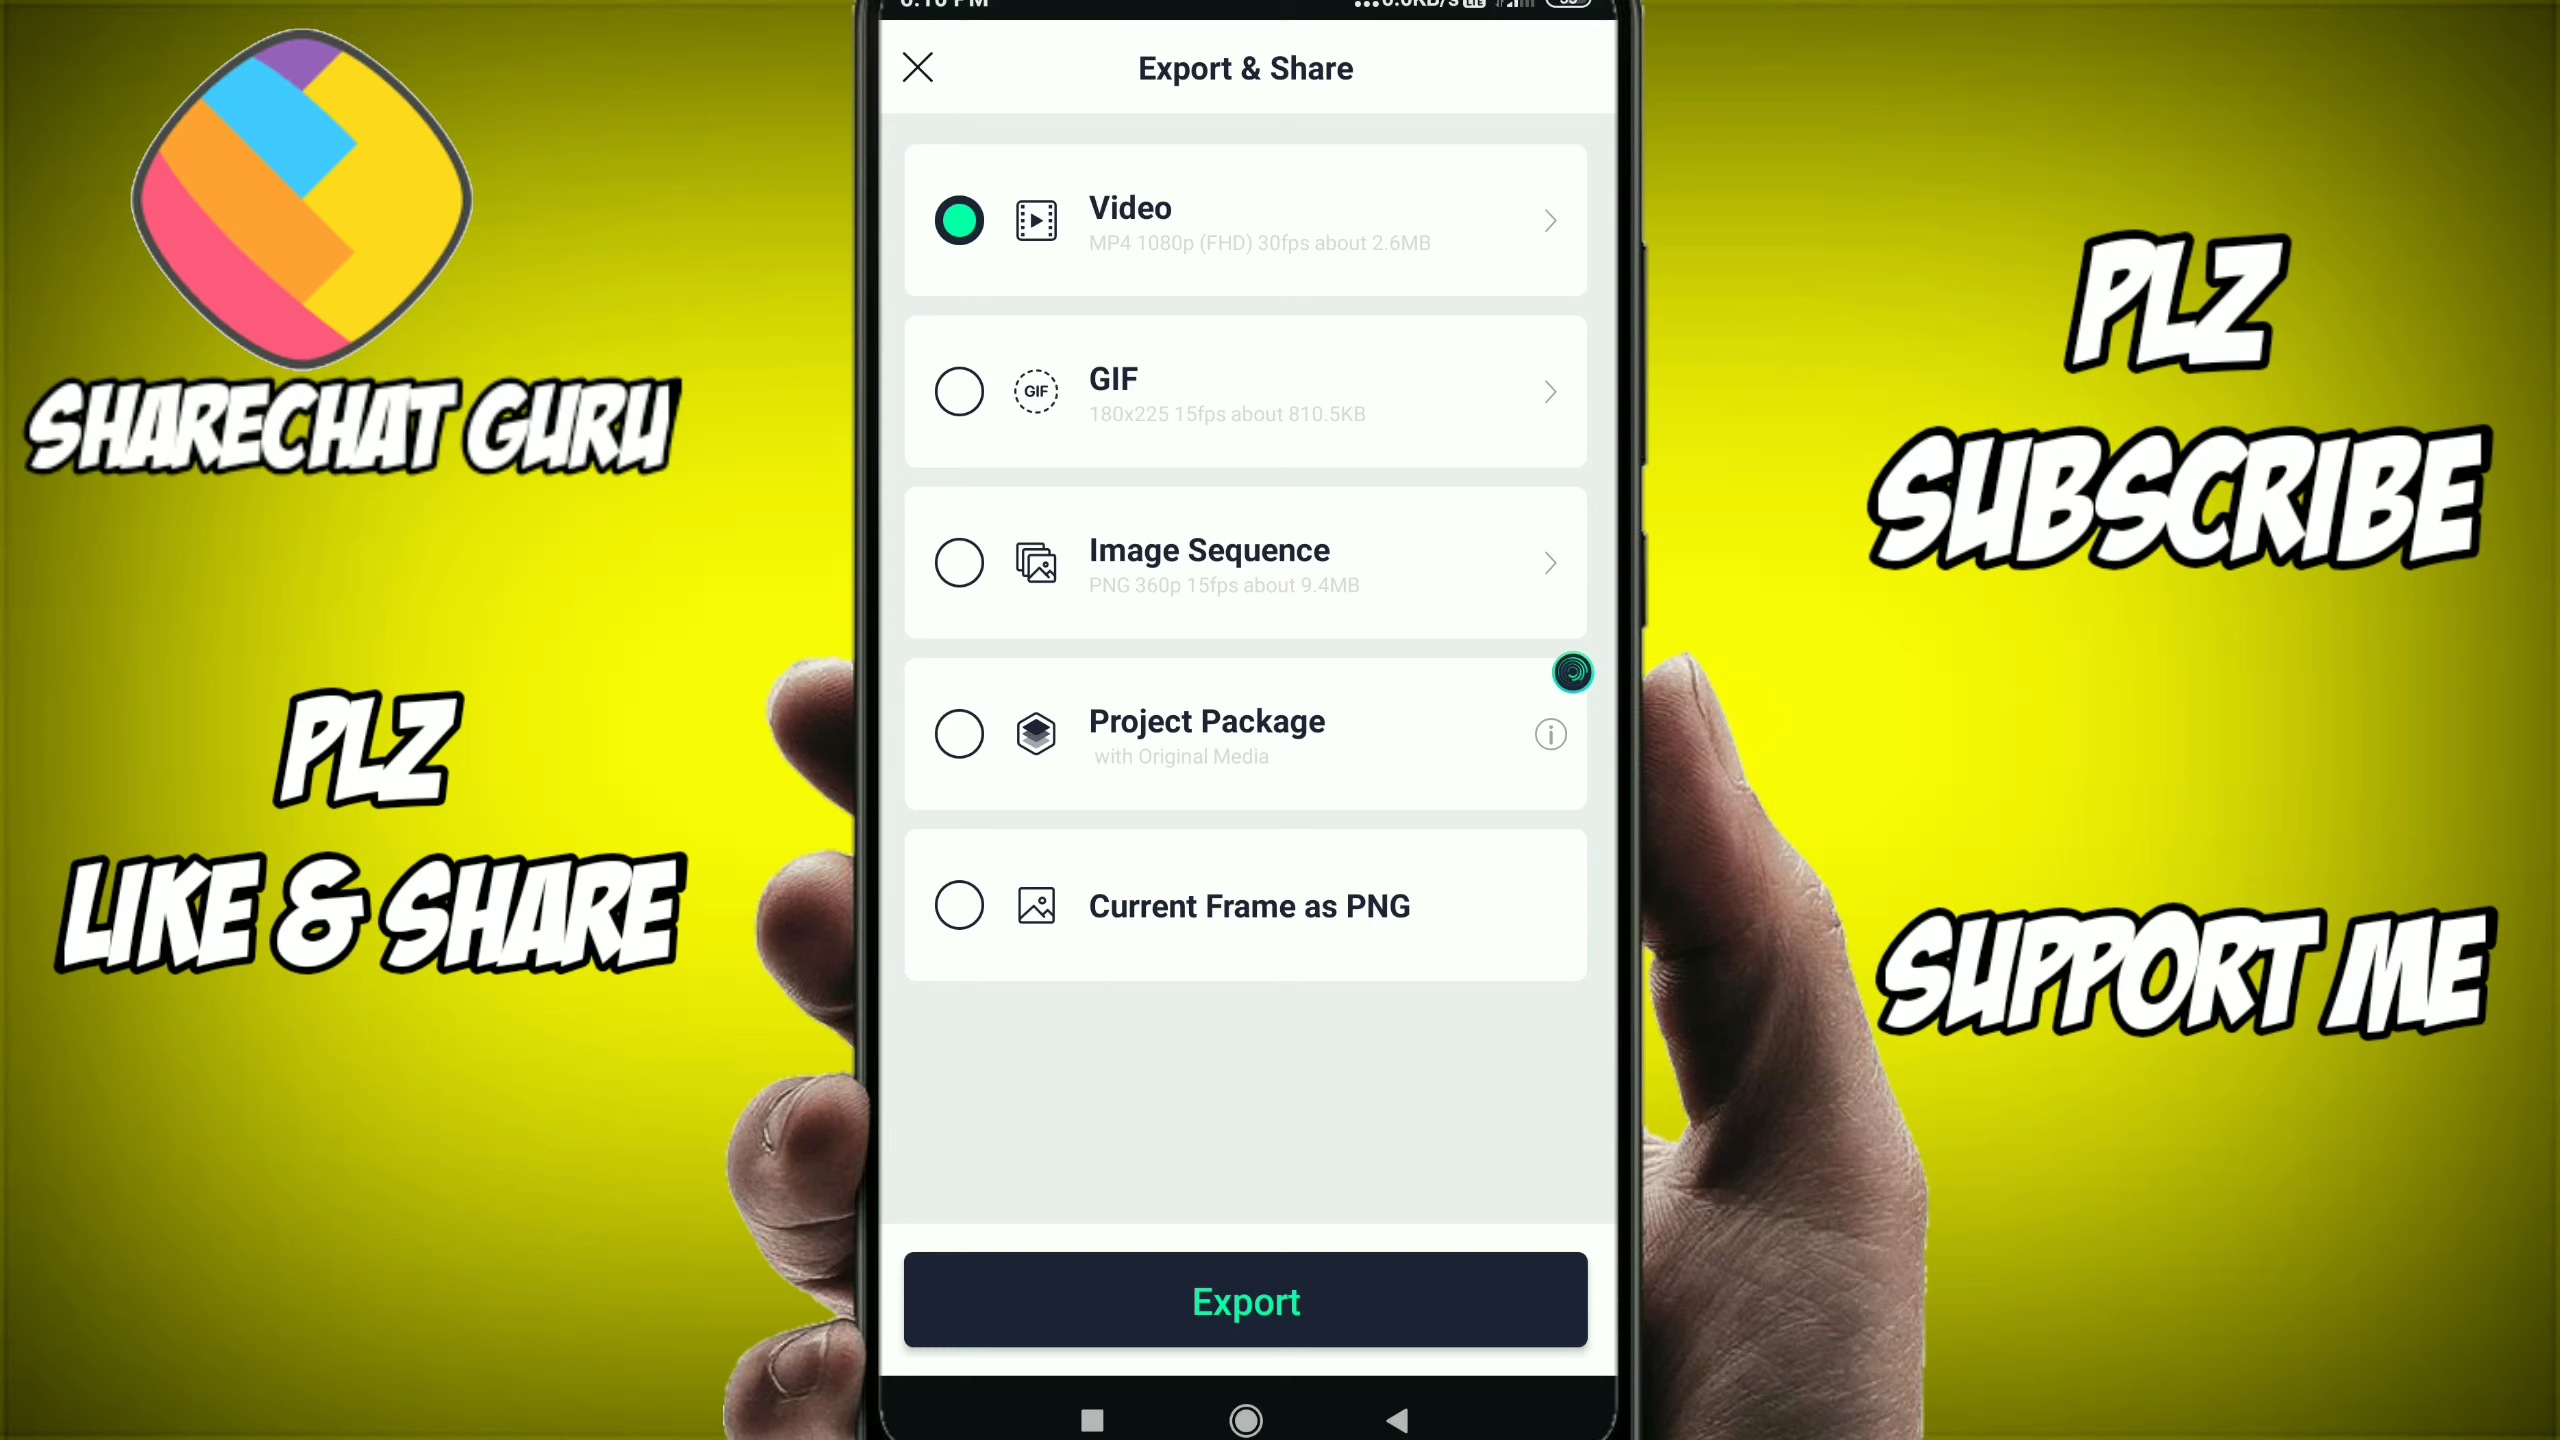 Export & Share
Video
MP4 1080p (FHD) 30fps about 2.6MB
GIF
GIF
180x225 15fps about 810.5KB
Image Sequence
PNG 360p 15fps about 9.4MB
Project Package
with Original Media
Current Frame as PNG
Export
SHARECHAT GURU
PLZ
LIKE & SHARE
PLZ
SUBSCRIBE
SUPPORT ME